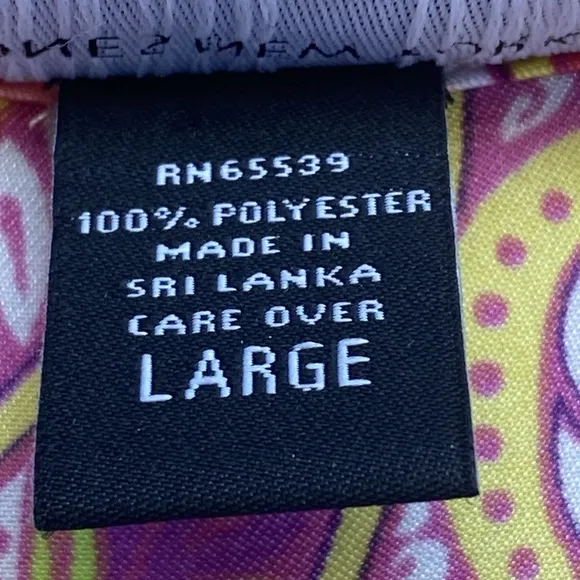 RN65539
100% POLYESTER
MADE IN
SRI LANKA
CARE OVER
LARGE